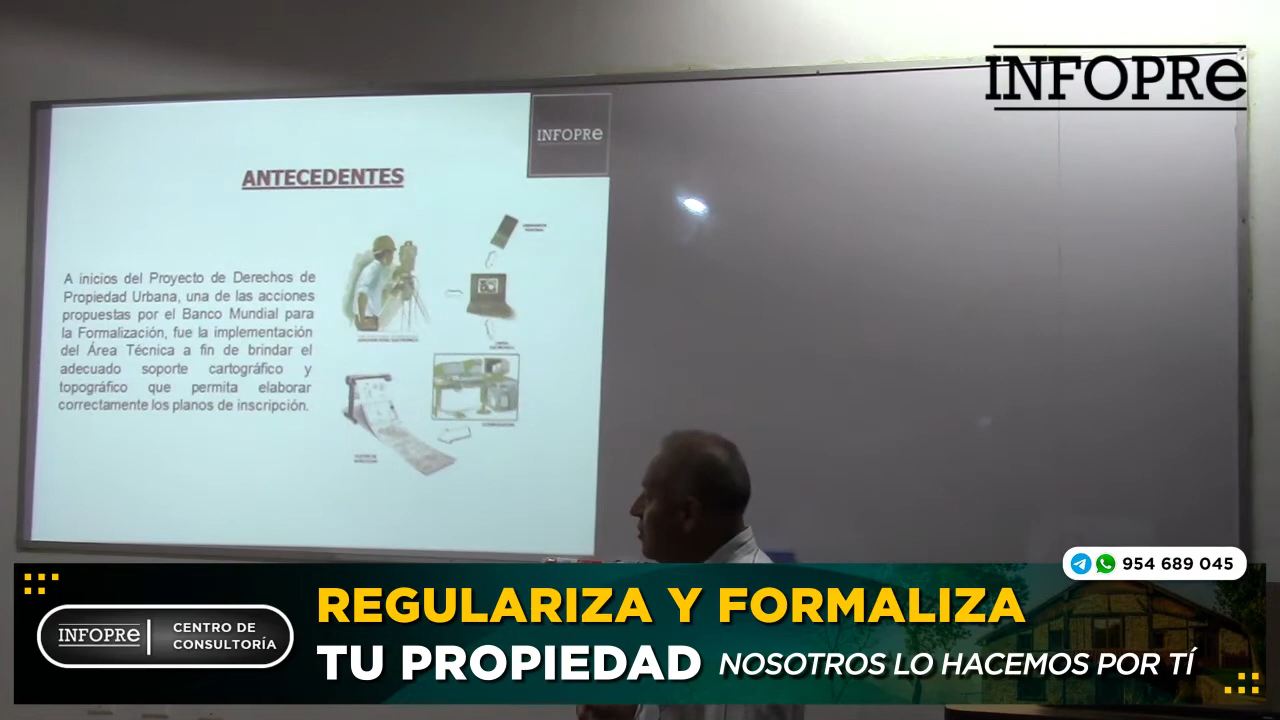 INFOPRe
INFOPRe
ANTECEDENTES
A inicios del Proyecto de Derechos de
Propiedad Urbana, una de las acciones
propuestas por el Banco Mundial para
la Formalización, fue la implementación
del Área Técnica a fin de brindar el
adecuado soporte cartográfico y
topográfico que permita elaborar
correctamente los planos de inscripción.
954 689 045
REGULARIZA Y FORMALIZA
INFOPRe
CENTRO DE
CONSULTORÍA
TU PROPIEDAD NOSOTROS LO HACEMOS POR TÍ